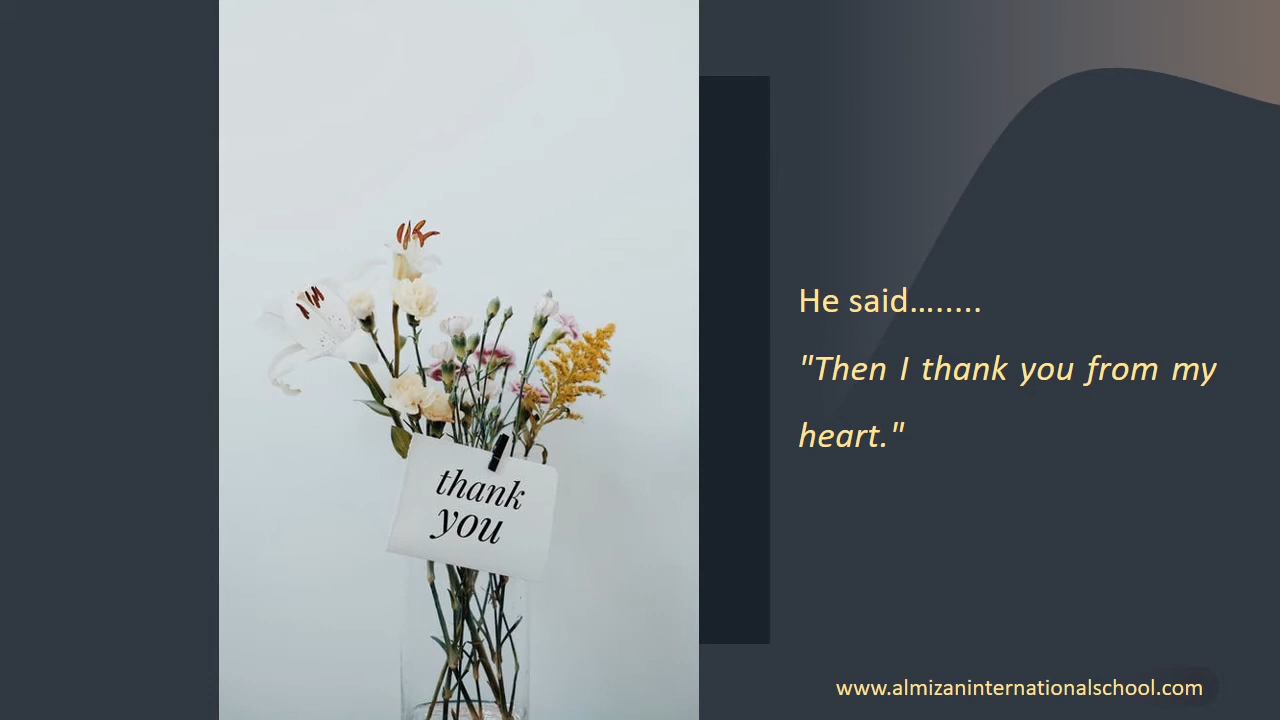 thank
you
He said........
"Then I thank you from my
heart."
www.almizaninternationalschool.com